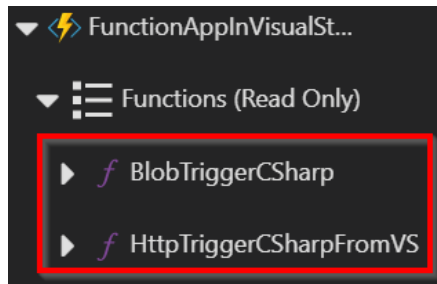 FunctionAppInVisualSt...
Functions (Read Only)
f BlobTriggerCSharp
f HttpTriggerCSharpFromVS